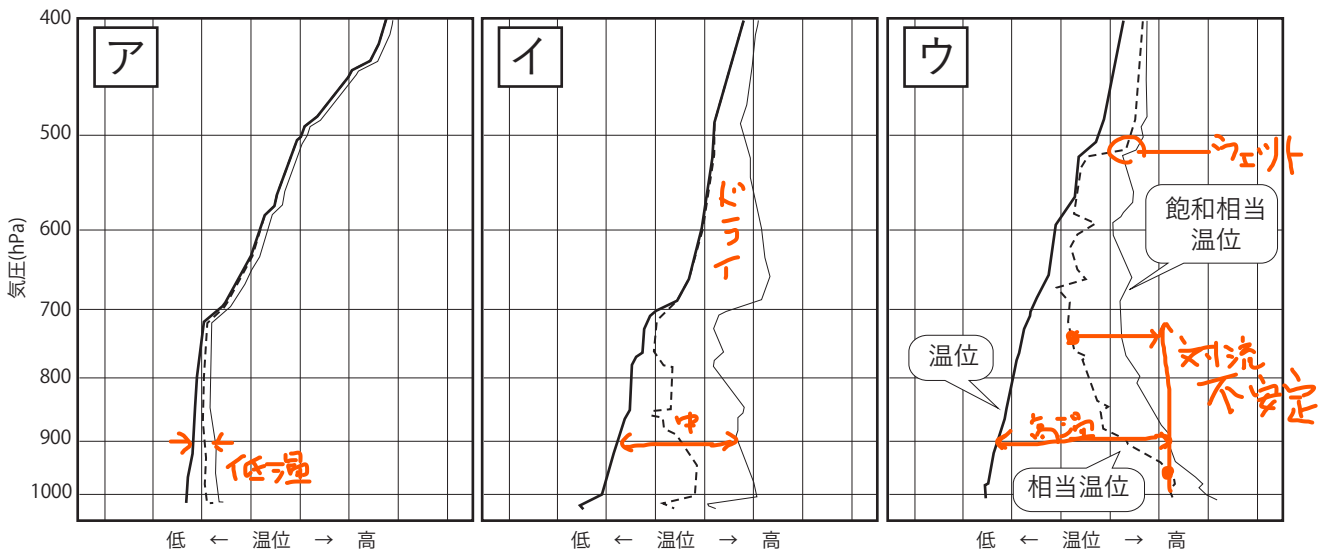 400
500
600
700
800
900
1000
気圧(hPa)
ア
低温
低 ← 温位 → 高
イ
ドライ
中
低 ← 温位 → 高
ウ
ジェット
飽和相当
温位
温位
対流
不安定
高温
相当温位
低 ← 温位 → 高